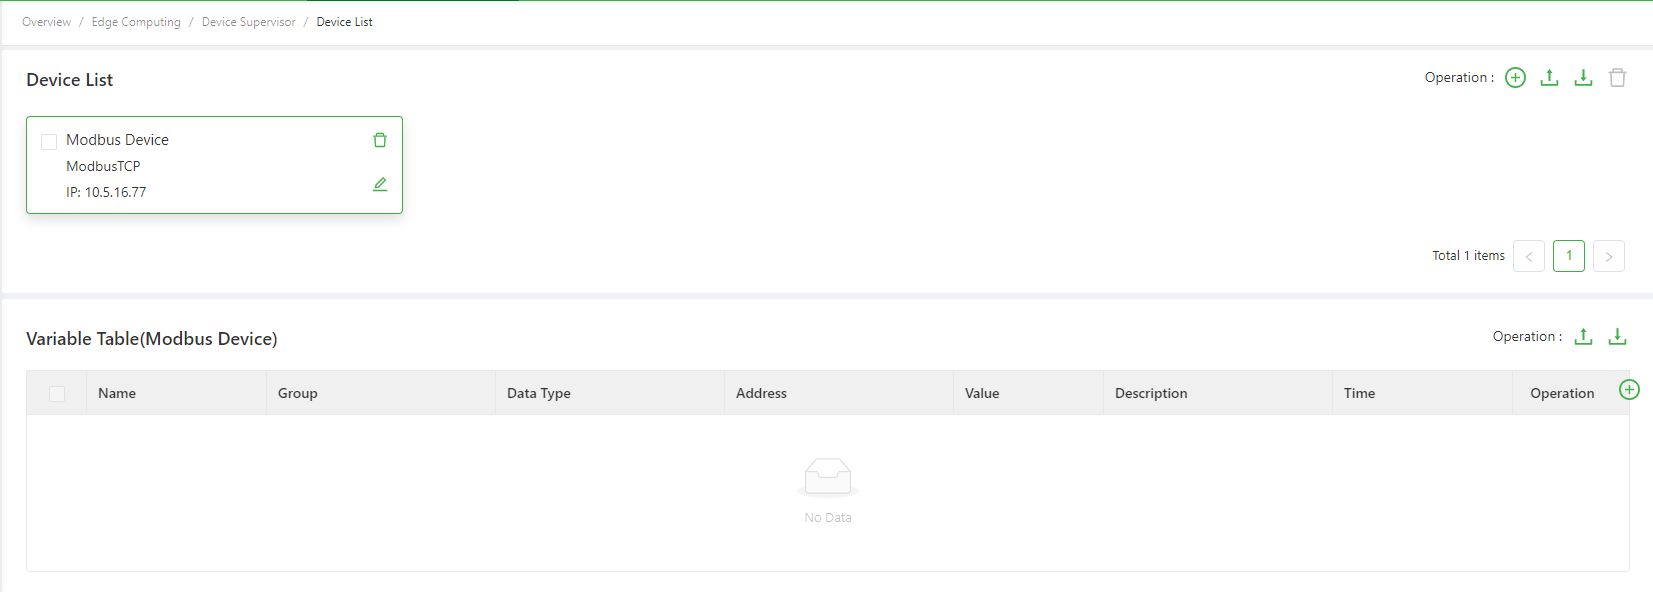 Overview / Edge Computing / Device Supervisor / Device List
Device List
Operation :
Modbus Device
ModbusTCP
IP: 10.5.16.77
Total 1 items < 1 >
Variable Table(Modbus Device)
Operation :
Name Group Data Type Address Value Description Time Operation
No Data